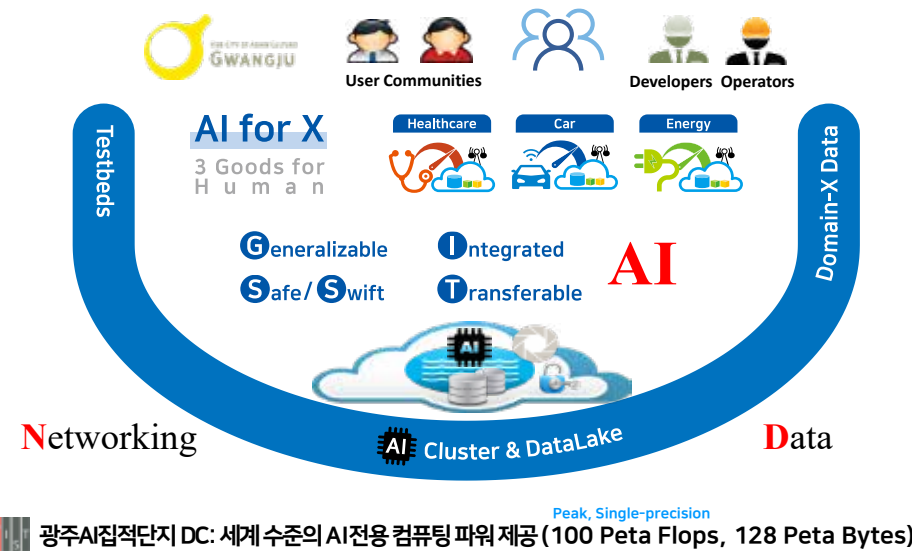 GWANGJU
User Communities
Developers Operators
Testbeds
AI for X
3 Goods for
Human
Healthcare
Car
Energy
Domain-X Data
Generalizable
Integrated
Safe/Swift
Transferable
AI
AI
Networking
AI Cluster & DataLake
Data
Peak, Single-precision
광주AI집적단지 DC: 세계 수준의 AI전용 컴퓨팅 파워 제공 (100 Peta Flops, 128 Peta Bytes)